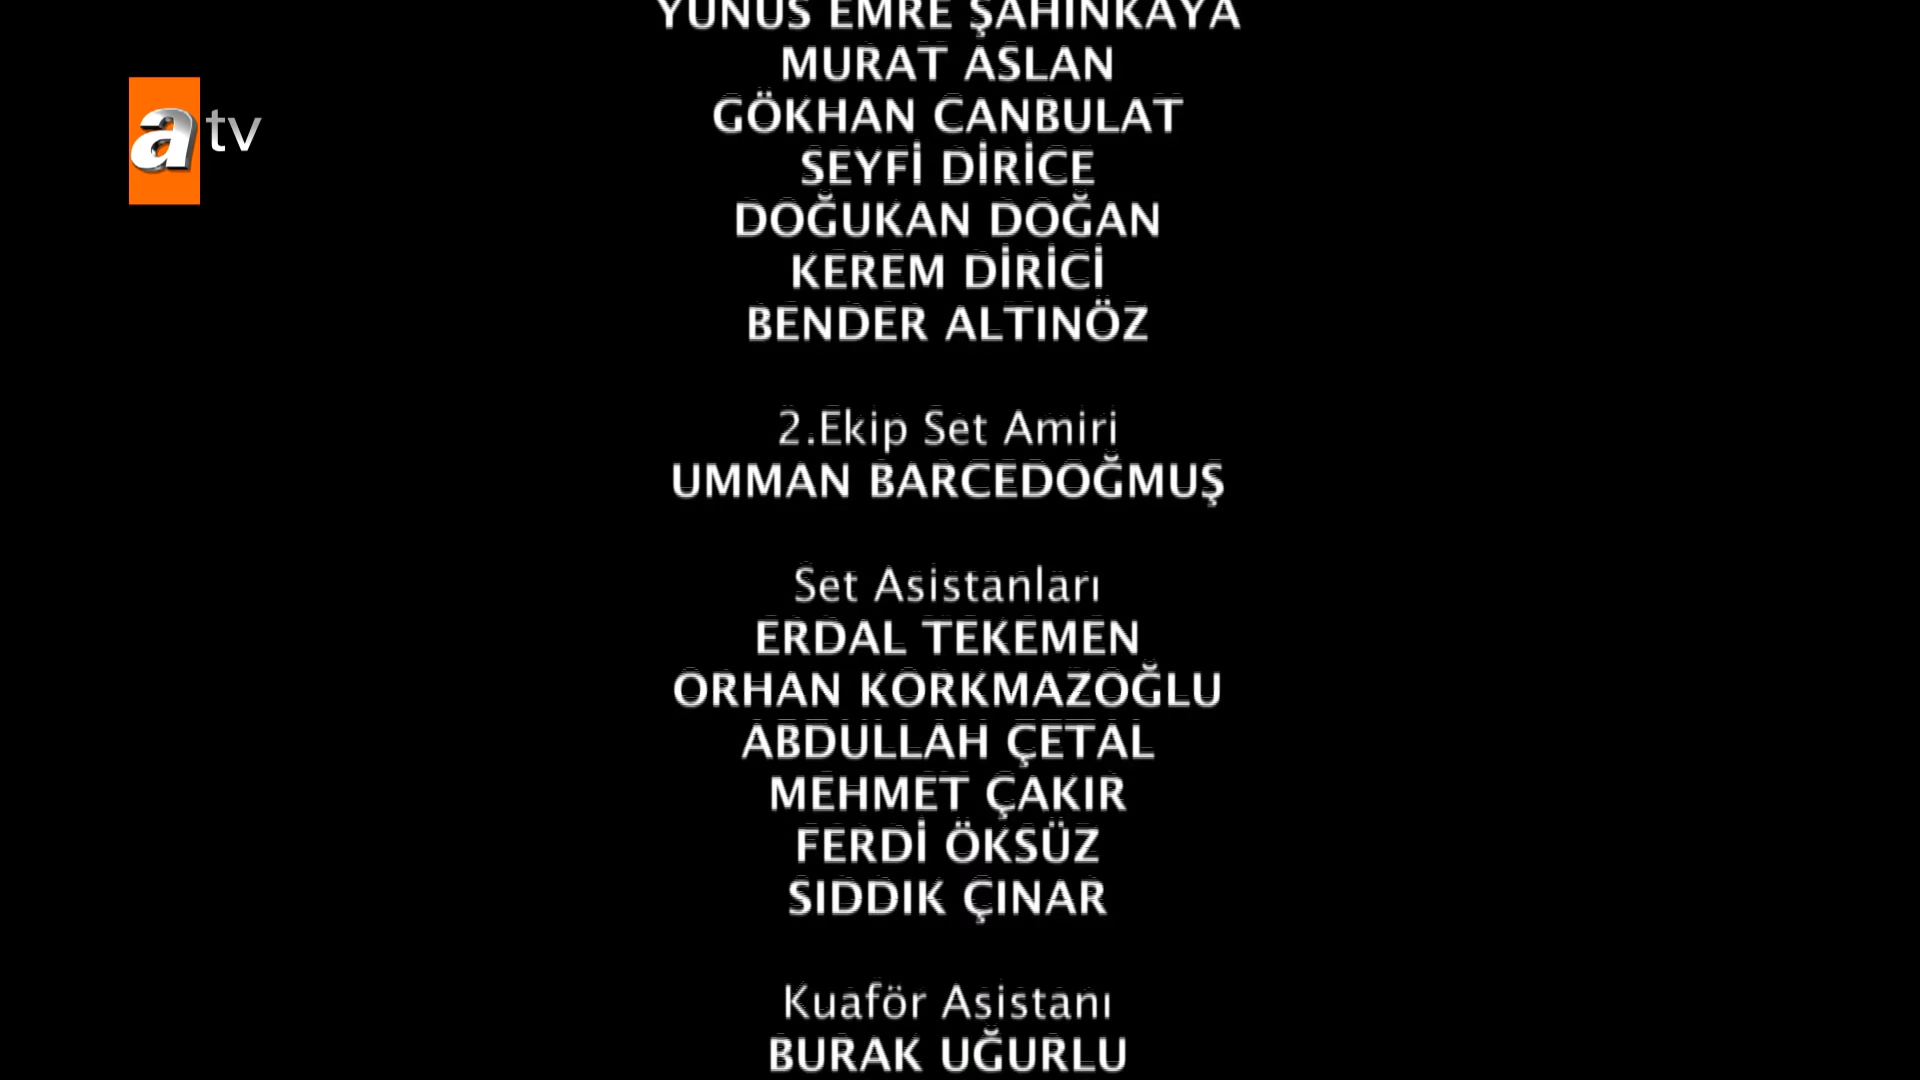 YUNUS EMRE ŞAHİNKAYA
MURAT ASLAN
GÖKHAN CANBULAT
SEYFİ DİRİCE
DOĞUKAN DOĞAN
KEREM DİRİCİ
BENDER ALTINÖZ
2.Ekip Set Amiri
UMMAN BARCEDOĞMUŞ
Set Asistanları
ERDAL TEKEMEN
ORHAN KORKMAZOĞLU
ABDULLAH ÇETAL
MEHMET ÇAKIR
FERDİ ÖKSÜZ
SIDDIK ÇINAR
Kuaför Asistanı
BURAK UĞURLU
atv